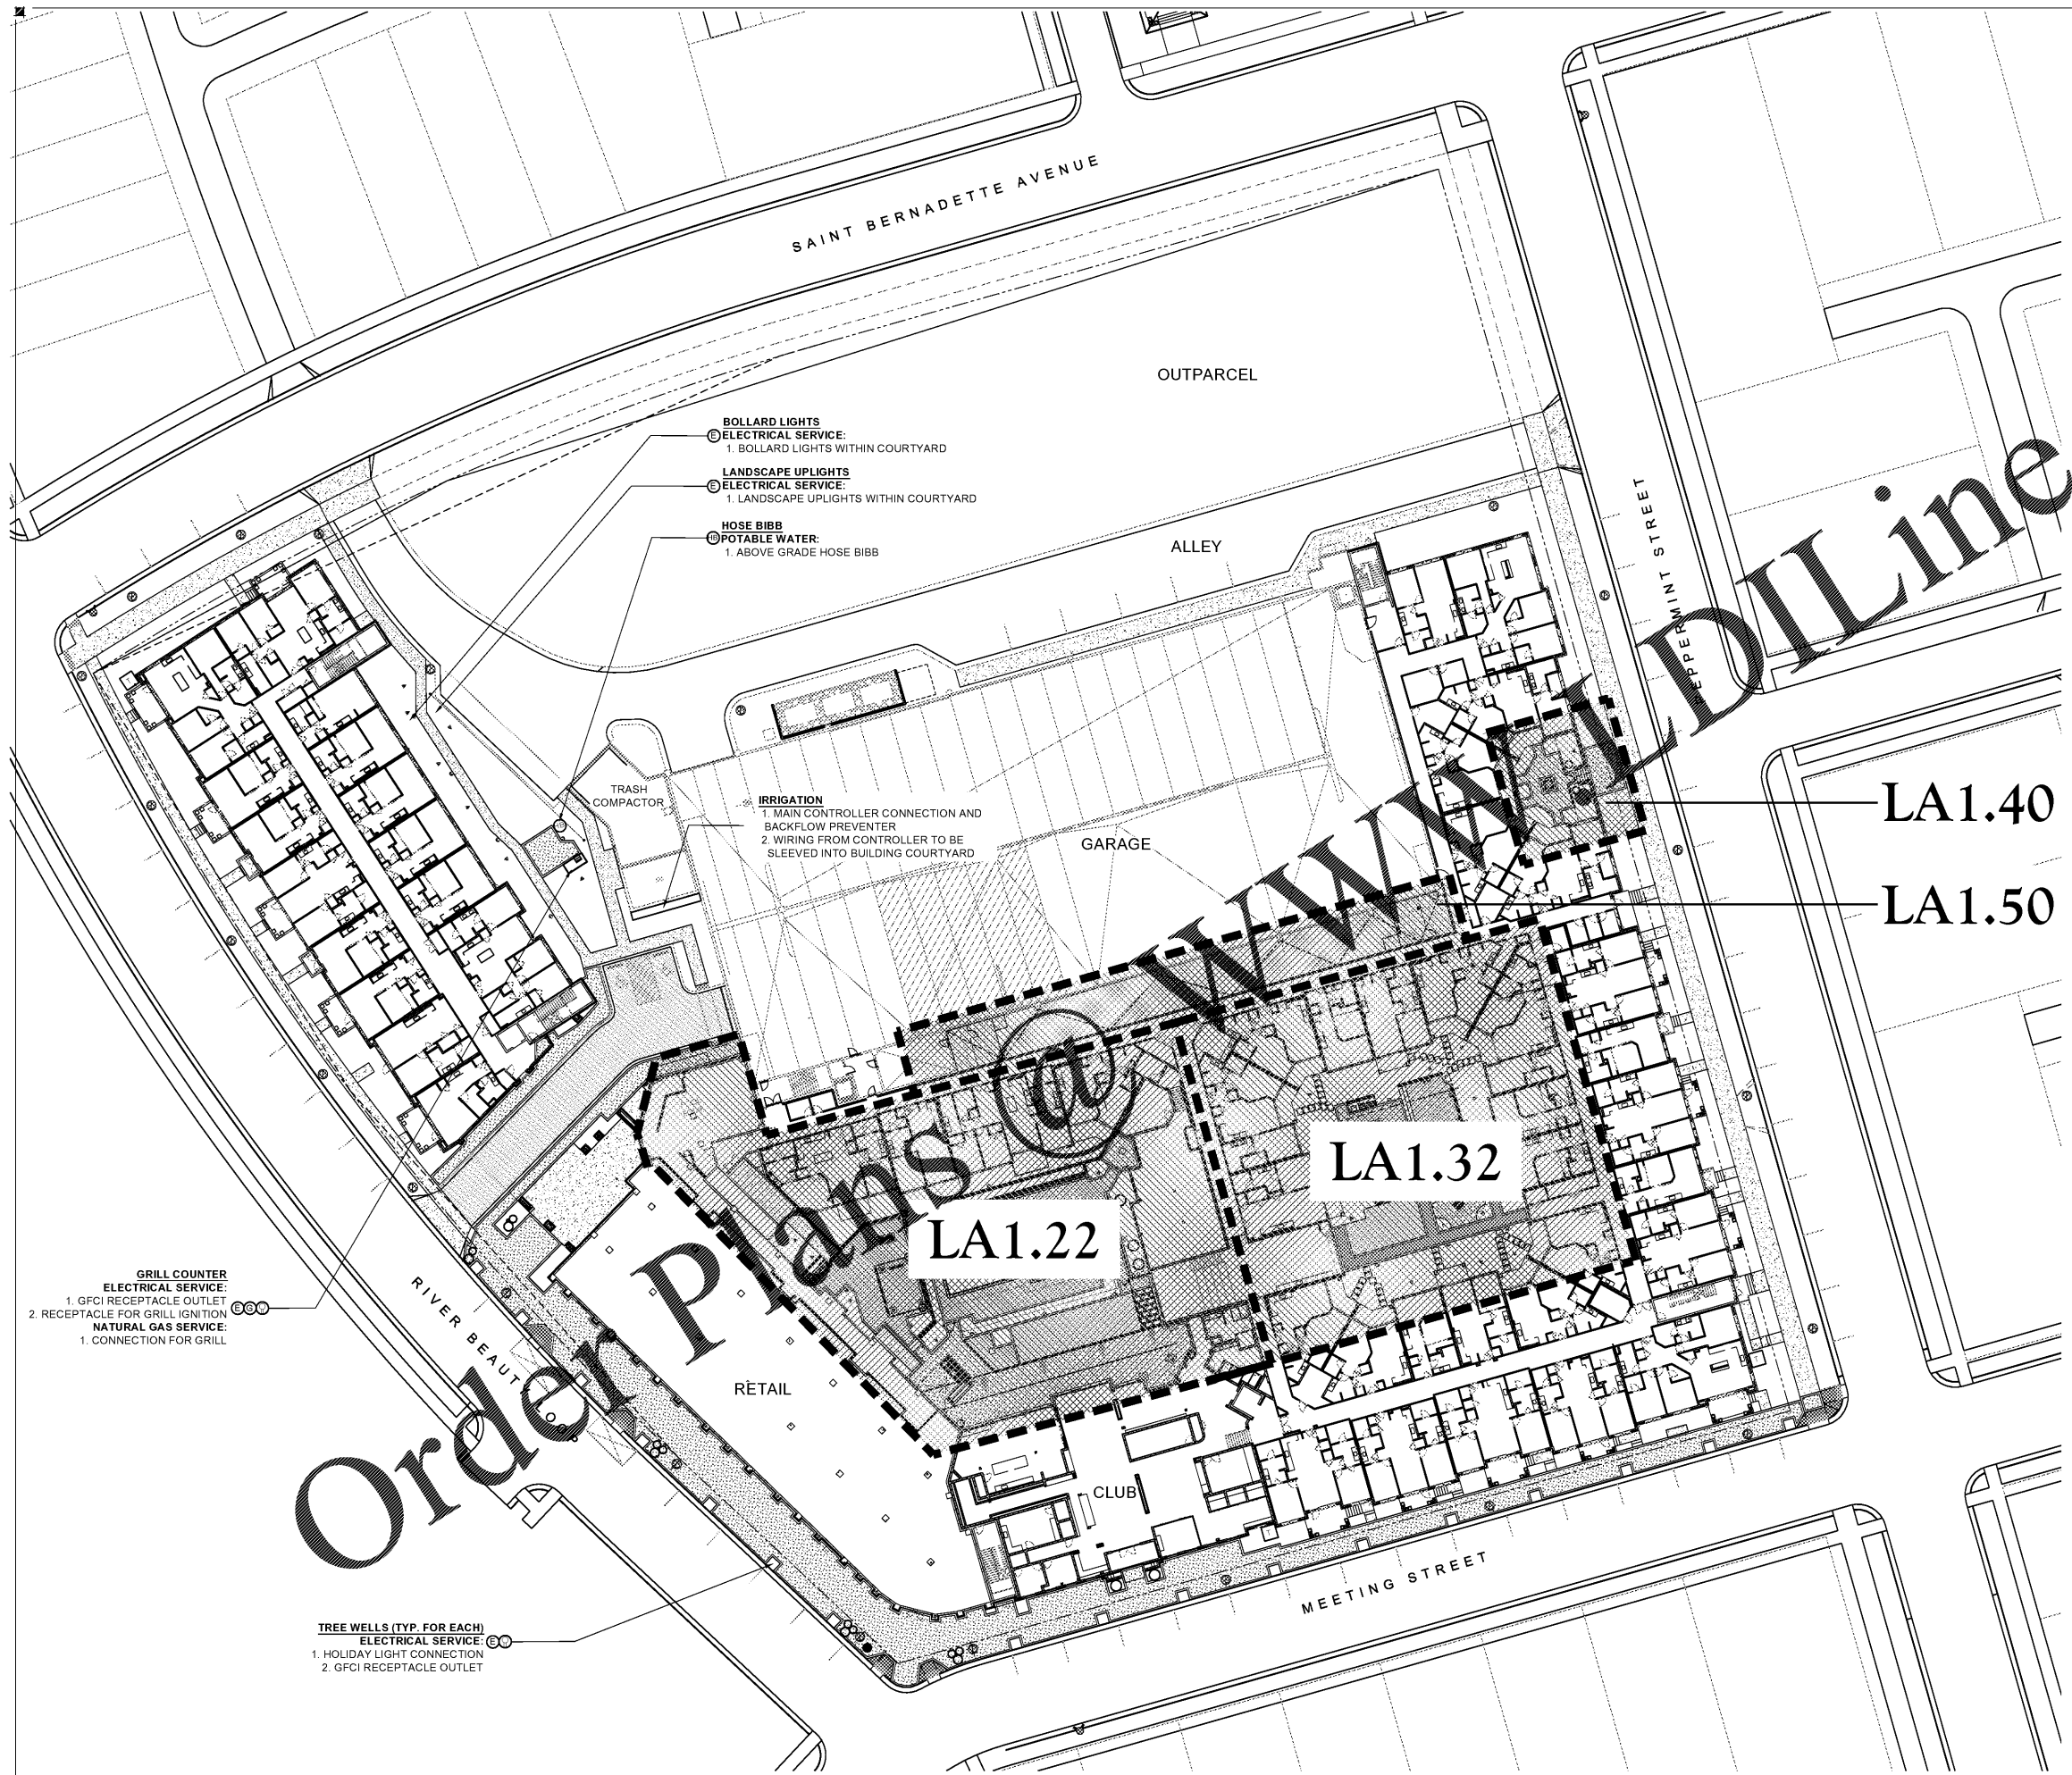 SAINT BERNADETTE AVENUE
OUTPARCEL
BOLLARD LIGHTS
E ELECTRICAL SERVICE:
1. BOLLARD LIGHTS WITHIN COURTYARD
LANDSCAPE UPLIGHTS
E ELECTRICAL SERVICE:
1. LANDSCAPE UPLIGHTS WITHIN COURTYARD
HOSE BIBB
HB POTABLE WATER:
1. ABOVE GRADE HOSE BIBB
ALLEY
PEPPERMINT STREET
TRASH
COMPACTOR
IRRIGATION
1. MAIN CONTROLLER CONNECTION AND
BACKFLOW PREVENTER
2. WIRING FROM CONTROLLER TO BE
SLEEVED INTO BUILDING COURTYARD
GARAGE
LA1.40
LA1.50
LA1.32
LA1.22
GRILL COUNTER
ELECTRICAL SERVICE:
1. GFCI RECEPTACLE OUTLET
2. RECEPTACLE FOR GRILL IGNITION E G
NATURAL GAS SERVICE:
1. CONNECTION FOR GRILL
RIVER BEAUT
RETAIL
CLUB
MEETING STREET
TREE WELLS (TYP. FOR EACH)
ELECTRICAL SERVICE: E
1. HOLIDAY LIGHT CONNECTION
2. GFCI RECEPTACLE OUTLET
Order Plans @ WWW.LDILine